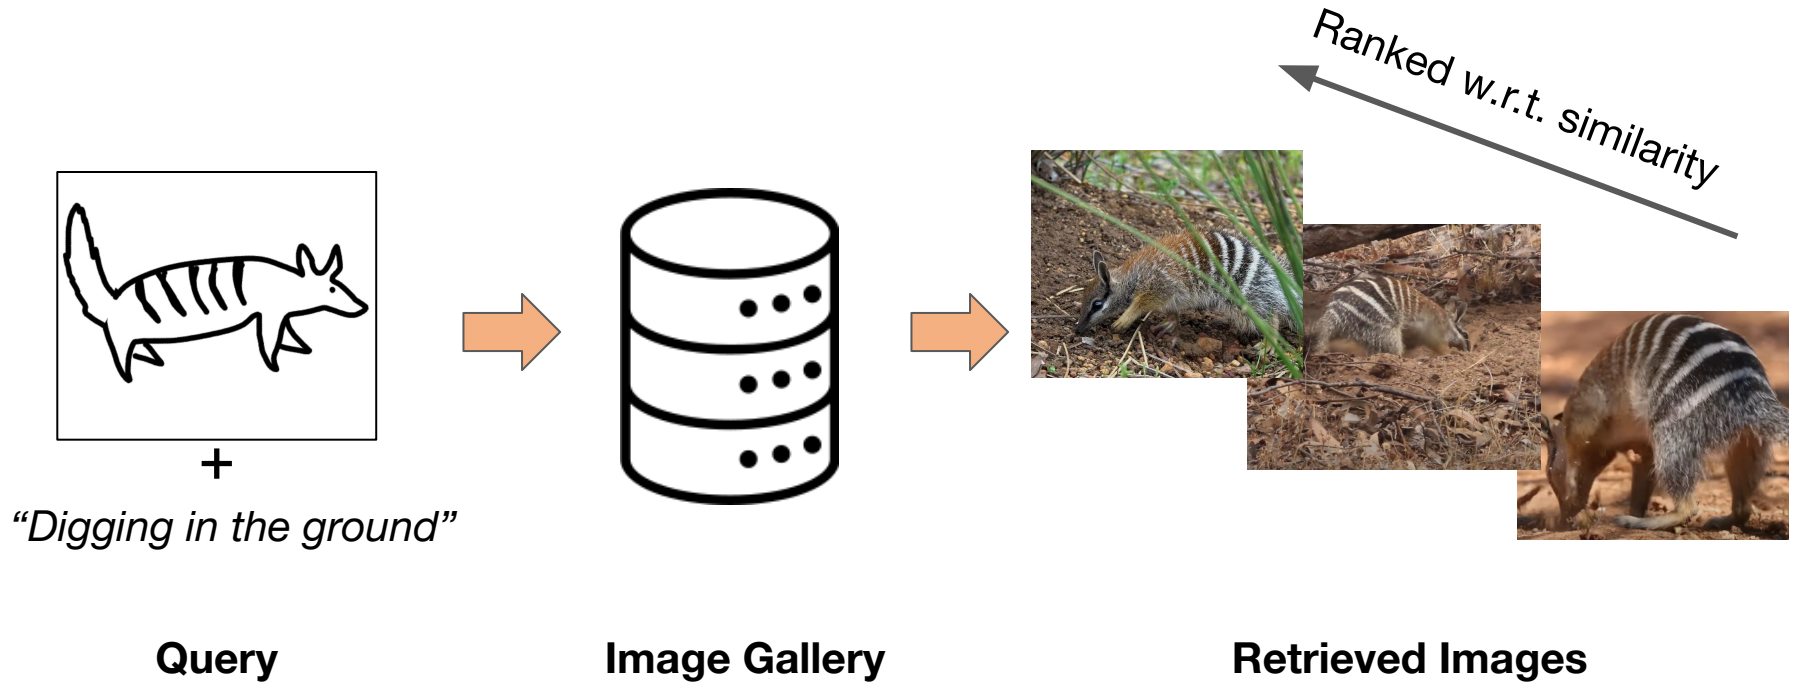 Ranked w.r.t. similarity
+
“Digging in the ground”
Query
Image Gallery
Retrieved Images